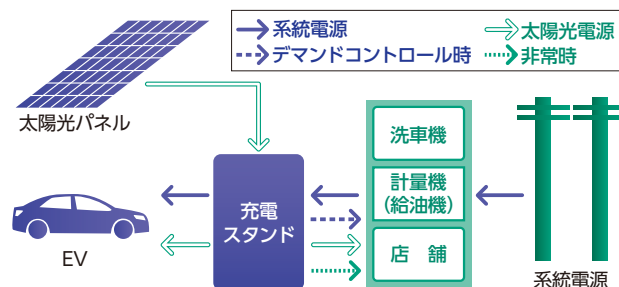 系統電源
太陽光電源
デマンドコントロール時
非常時
太陽光パネル
洗車機
計量機
(給油機)
充電
スタンド
店 舗
EV
系統電源